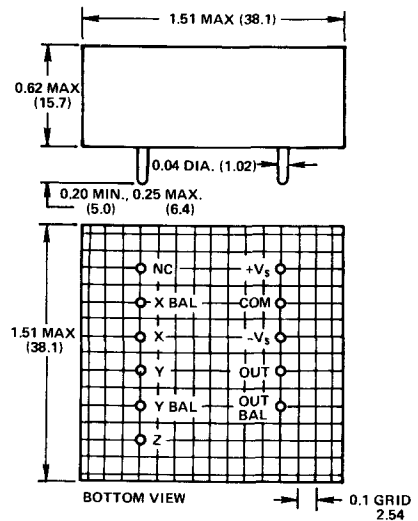 1.51 MAX (38.1)
0.62 MAX
(15.7)
0.04 DIA. (1.02)
0.20 MIN., 0.25 MAX.
(5.0) (6.4)
1.51 MAX
(38.1)
NC +Vs
X BAL COM
X -Vs
Y OUT
Y BAL OUT
BAL
Z
BOTTOM VIEW
0.1 GRID
2.54